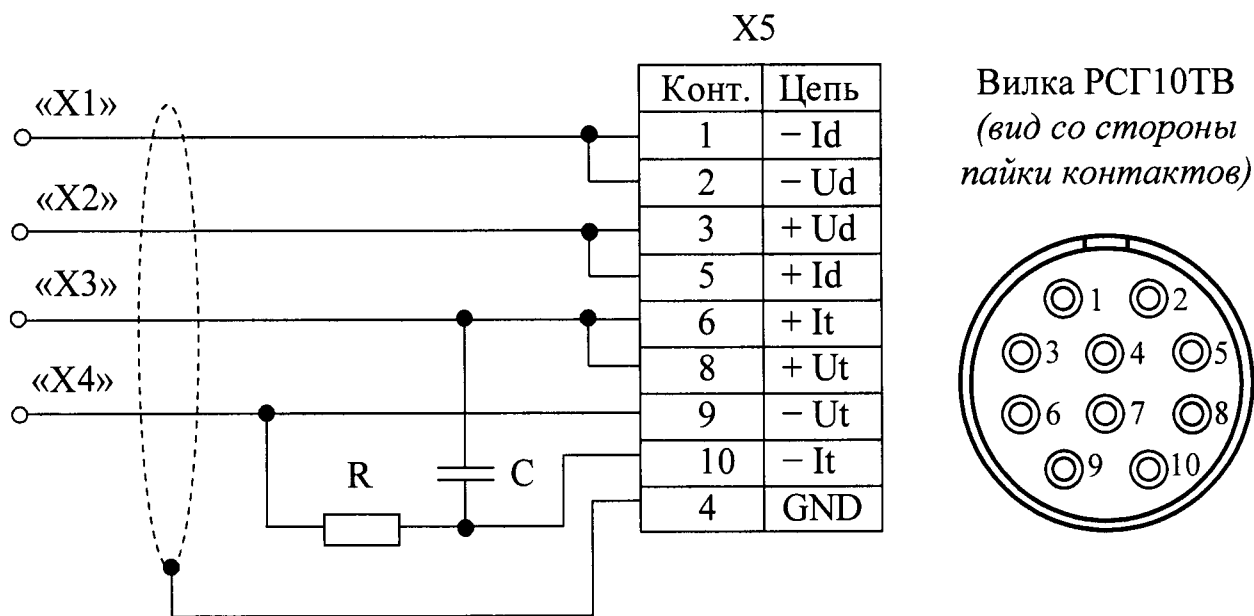 X5
Конт. Цепь
«X1»
1 − Id
2 − Ud
«X2»
3 + Ud
5 + Id
«X3»
6 + It
8 + Ut
«X4»
9 − Ut
10 − It
4 GND
R
C
Вилка РСГ10ТВ
(вид со стороны
пайки контактов)
1 2
3 4 5
6 7 8
9 10